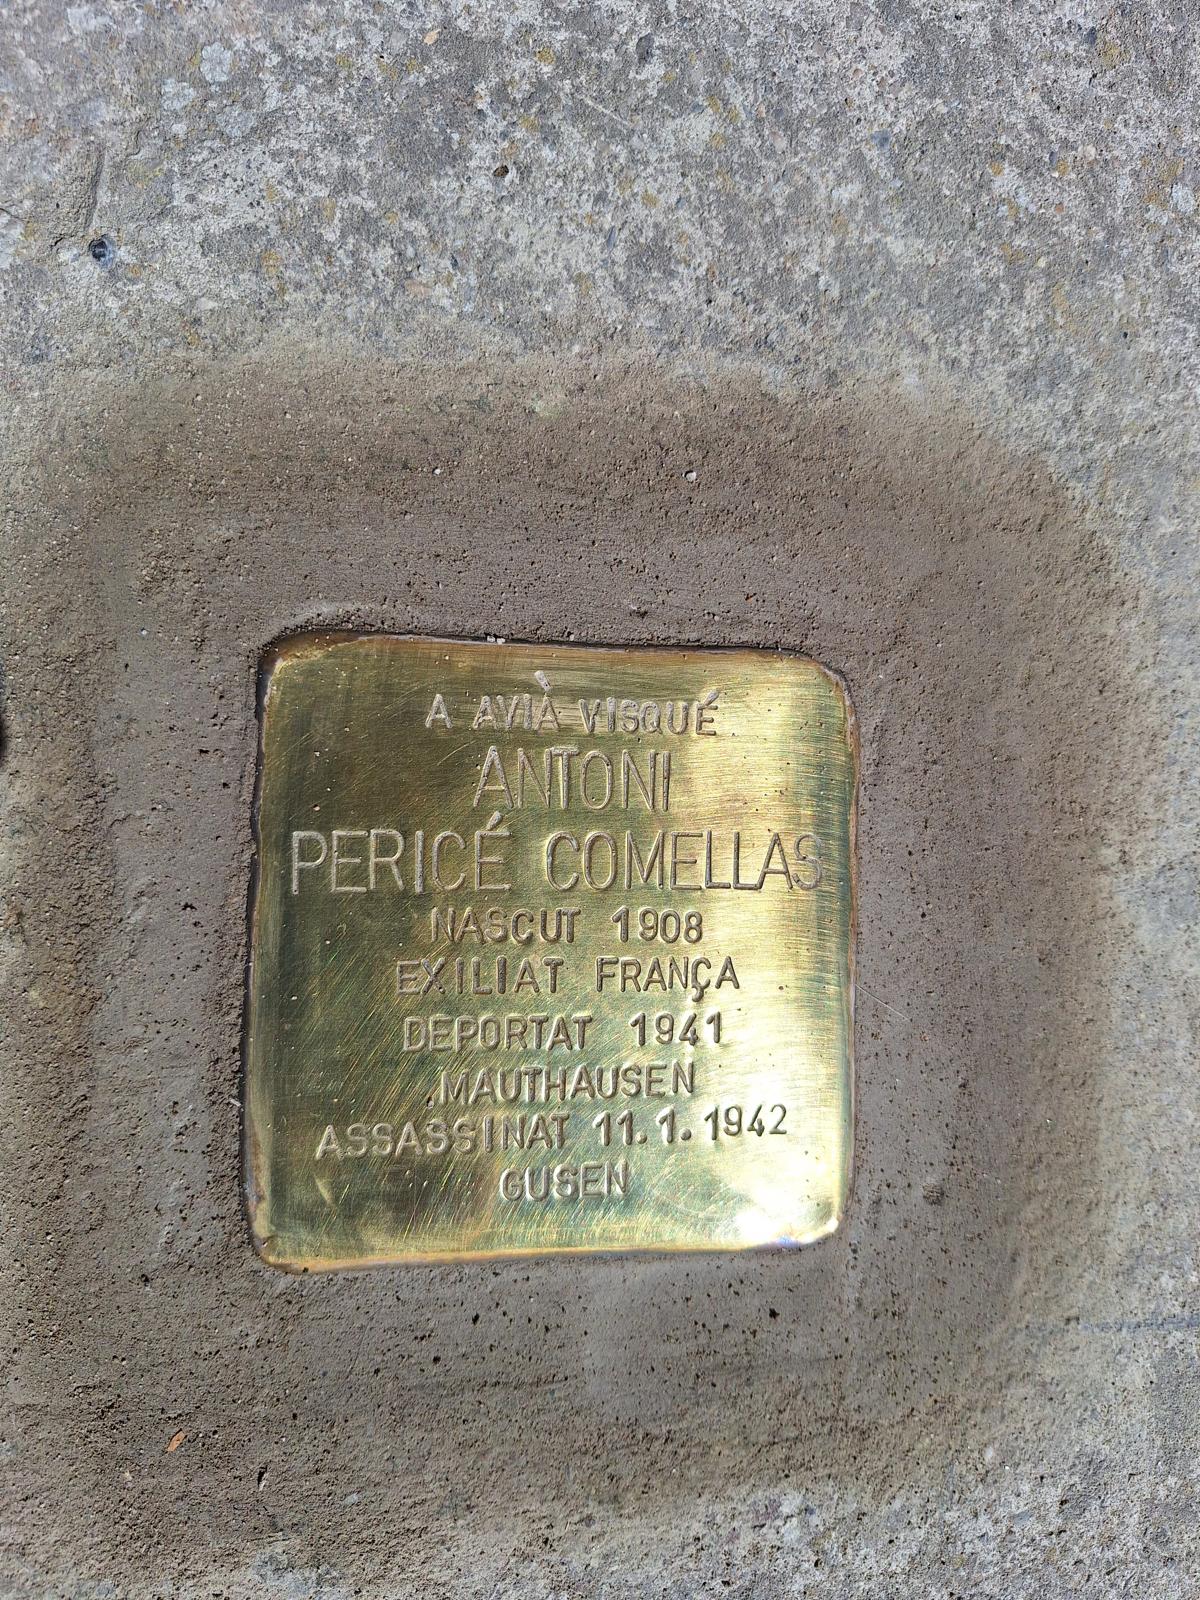 A AVIÀ VISQUÉ
ANTONI
PERICÉ COMELLAS
NASCUT 1908
EXILIAT FRANÇA
DEPORTAT 1941
MAUTHAUSEN
ASSASSINAT 11.1.1942
GUSEN